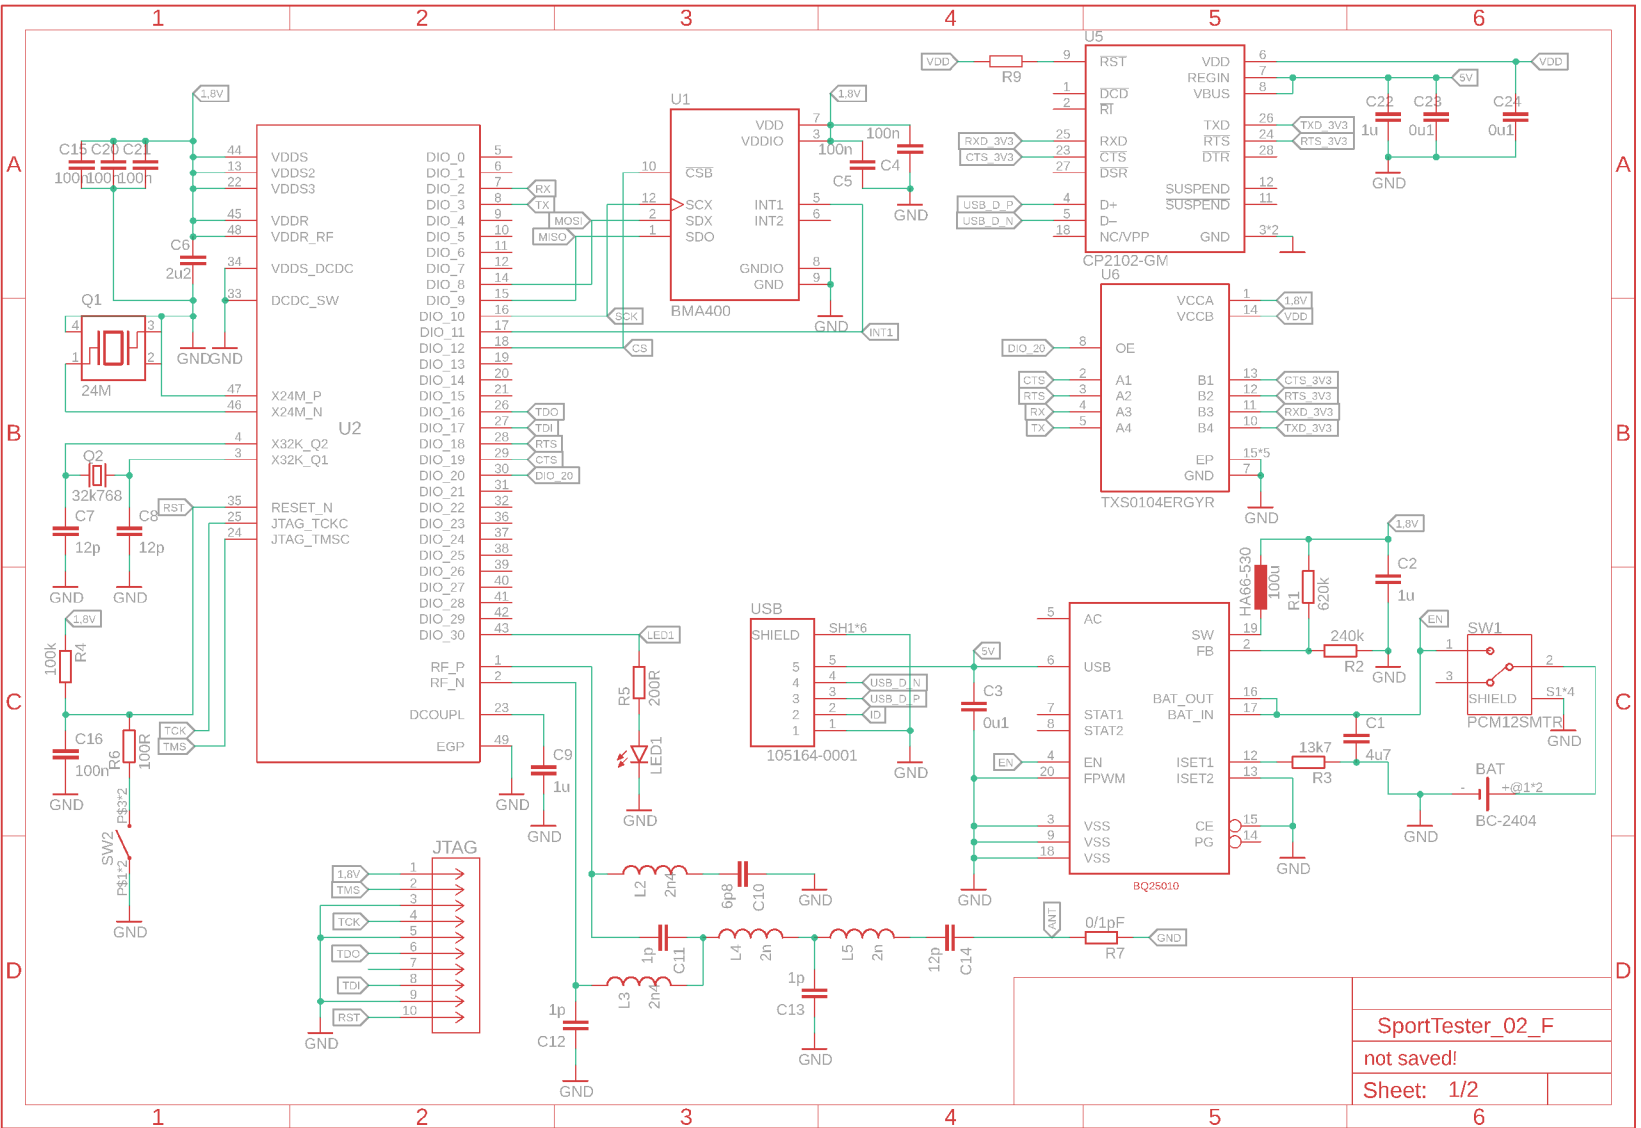 1 2 3 4 5 6
A
B
C
D
A
B
C
D
1 2 3 4 5 6
1,8V
C15 C20 C21
100n 100n 100n
C6
2u2
Q1
4 3
1 2
24M
GND GND
Q2
32k768
C7
12p
C8
12p
GND GND
RST
1,8V
100k
R4
C16
100n
R6
100R
GND
TCK
TMS
P$3*2
SW2
P$1*2
GND
U2
44 VDDS
13 VDDS2
22 VDDS3
45 VDDR
48 VDDR_RF
34 VDDS_DCDC
33 DCDC_SW
47 X24M_P
46 X24M_N
4 X32K_Q2
3 X32K_Q1
35 RESET_N
25 JTAG_TCKC
24 JTAG_TMSC
DIO_0 5
DIO_1 6
DIO_2 7 RX
DIO_3 8 TX
DIO_4 9 MOSI
DIO_5 10 MISO
DIO_6 11
DIO_7 12
DIO_8 14
DIO_9 15
DIO_10 16 SCK
DIO_11 17 INT1
DIO_12 18 CS
DIO_13 19
DIO_14 20
DIO_15 21
DIO_16 26 TDO
DIO_17 27 TDI
DIO_18 28 RTS
DIO_19 29 CTS
DIO_20 30 DIO_20
DIO_21 31
DIO_22 32
DIO_23 36
DIO_24 37
DIO_25 38
DIO_26 39
DIO_27 40
DIO_28 41
DIO_29 42
DIO_30 43 LED1
RF_P 1
RF_N 2
DCOUPL 23
EGP 49
C9
1u
GND
GND
R5
200R
LED1
GND
U1
10 CSB
12 SCX
2 SDX
1 SDO
VDD 7
VDDIO 3
INT1 5
INT2 6
GNDIO 8
GND 9
BMA400
1,8V
100n
100n
C4
C5
GND
GND
U5
VDD
R9
9 RST
1 DCD
2 RI
RXD_3V3 25 RXD
CTS_3V3 23 CTS
27 DSR
USB_D_P 4 D+
USB_D_N 5 D–
18 NC/VPP
VDD 6 VDD
REGIN 7 5V
VBUS 8
TXD 26 TXD_3V3
RTS 24 RTS_3V3
DTR 28
SUSPEND 12
SUSPEND 11
GND 3*2
CP2102-GM
C22
1u
C23
0u1
C24
0u1
GND
U6
VCCA 1 1,8V
VCCB 14 VDD
DIO_20 8 OE
CTS 2 A1
RTS 3 A2
RX 4 A3
TX 5 A4
B1 13 CTS_3V3
B2 12 RTS_3V3
B3 11 RXD_3V3
B4 10 TXD_3V3
EP 15*5
GND 7
TXS0104ERGYR
GND
USB
SHIELD SH1*6
5 5
4 4 USB_D_N
3 3 USB_D_P
2 2 ID
1 1
105164-0001
GND
5V
C3
0u1
EN
GND
5 AC
6 USB
7 STAT1
8 STAT2
4 EN
20 FPWM
3 VSS
9 VSS
18 VSS
SW 19
FB 2
BAT_OUT 16
BAT_IN 17
ISET1 12
ISET2 13
CE 15
PG 14
BQ25010
GND
1,8V
HA66-530
100u
R1
620k
C2
1u
240k
R2
GND
EN
SW1
1
3
2
SHIELD S1*4
PCM12SMTR
GND
C1
4u7
13k7
R3
BAT
- +@1*2
BC-2404
GND
JTAG
1,8V 1
TMS 2
3
TCK 4
5
TDO 6
7
TDI 8
9
RST 10
GND
L2
2n4
6p8
C10
GND
1p
C11
L4
2n
L5
2n
12p
C14
ANT
0/1pF
R7
GND
L3
2n4
1p
C12
GND
1p
C13
GND
SportTester_02_F
not saved!
Sheet: 1/2